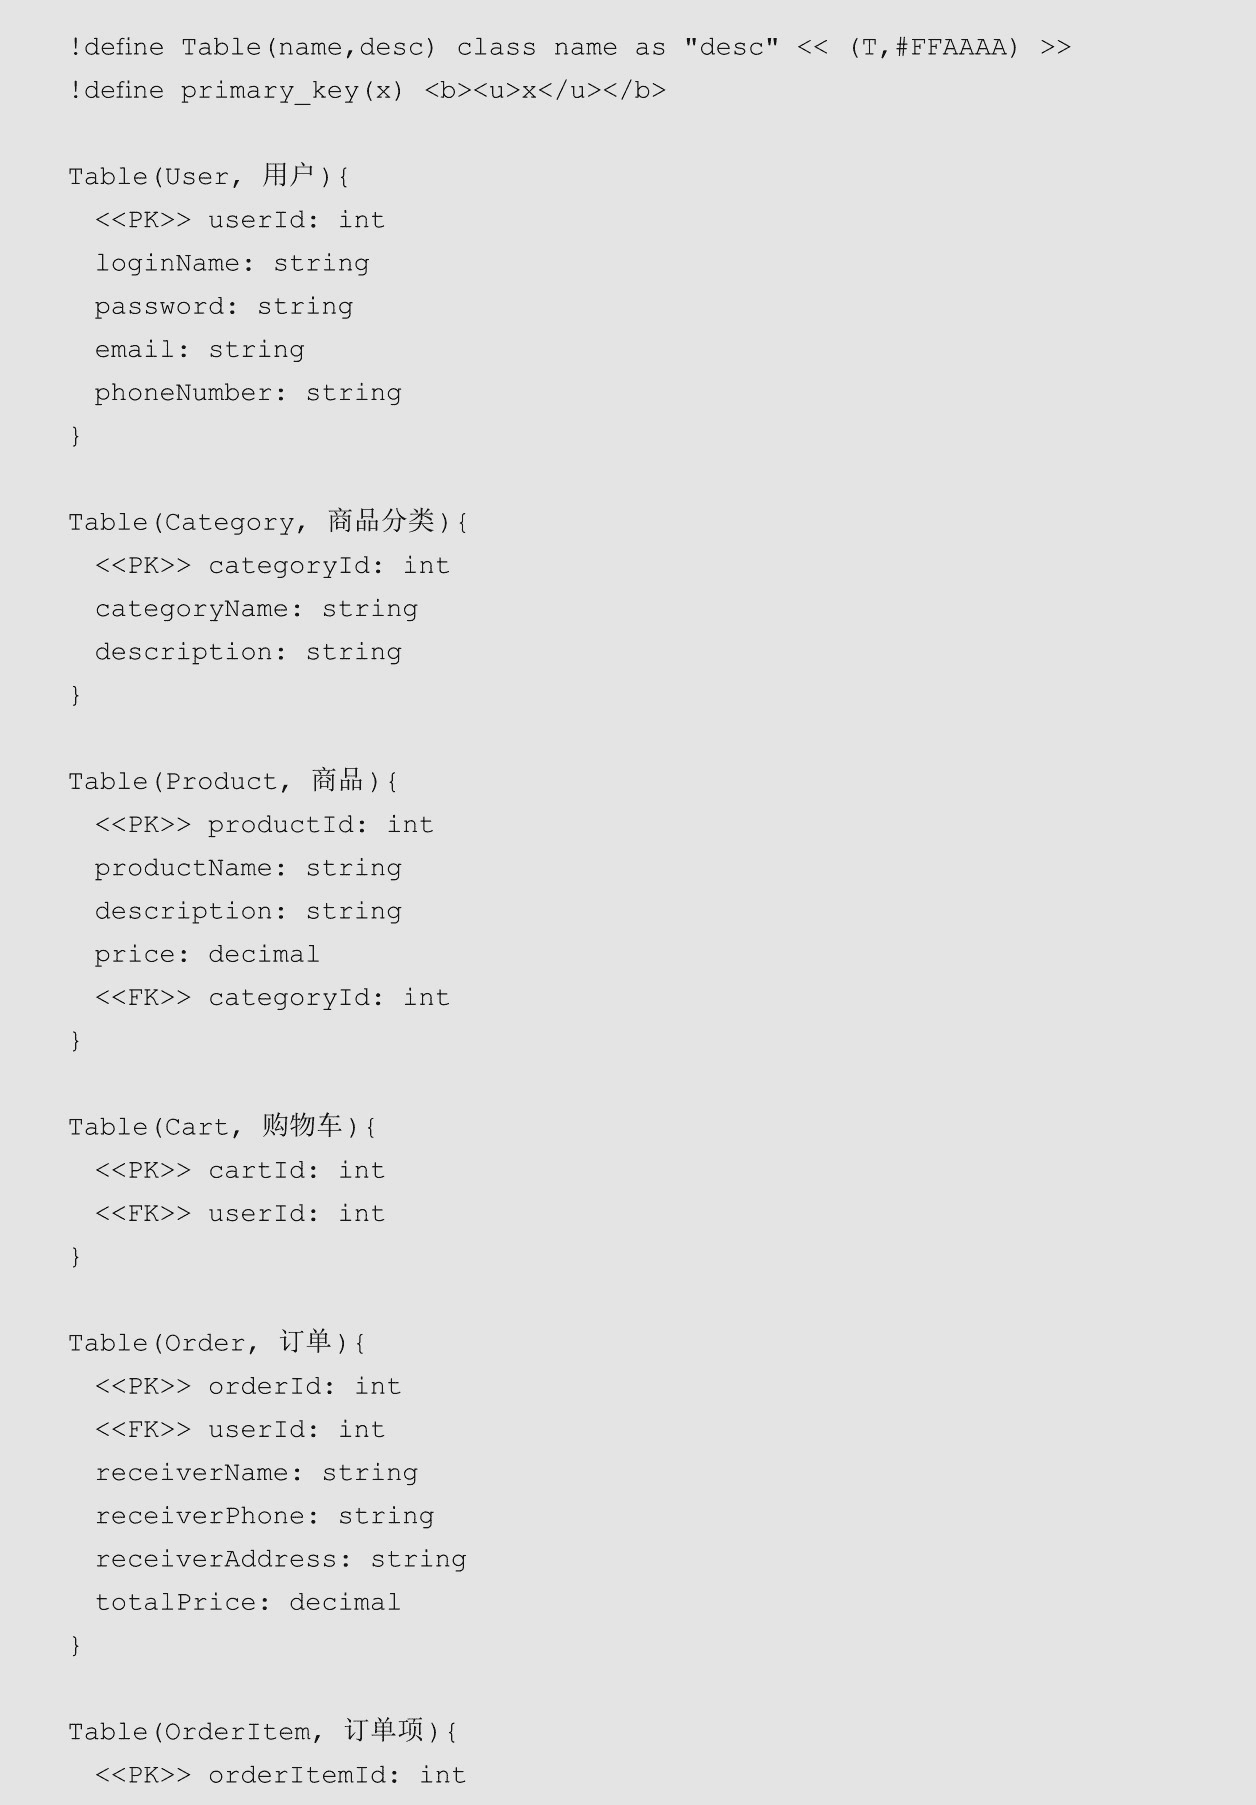 !define Table(name,desc) class name as "desc" << (T,#FFAAAA) >>
!define primary_key(x) <b><u>x</u></b>
Table(User, 用户){
<<PK>> userId: int
loginName: string
password: string
email: string
phoneNumber: string
}
Table(Category, 商品分类){
<<PK>> categoryId: int
categoryName: string
description: string
}
Table(Product, 商品){
<<PK>> productId: int
productName: string
description: string
price: decimal
<<FK>> categoryId: int
}
Table(Cart, 购物车){
<<PK>> cartId: int
<<FK>> userId: int
}
Table(Order, 订单){
<<PK>> orderId: int
<<FK>> userId: int
receiverName: string
receiverPhone: string
receiverAddress: string
totalPrice: decimal
}
Table(OrderItem, 订单项){
<<PK>> orderItemId: int